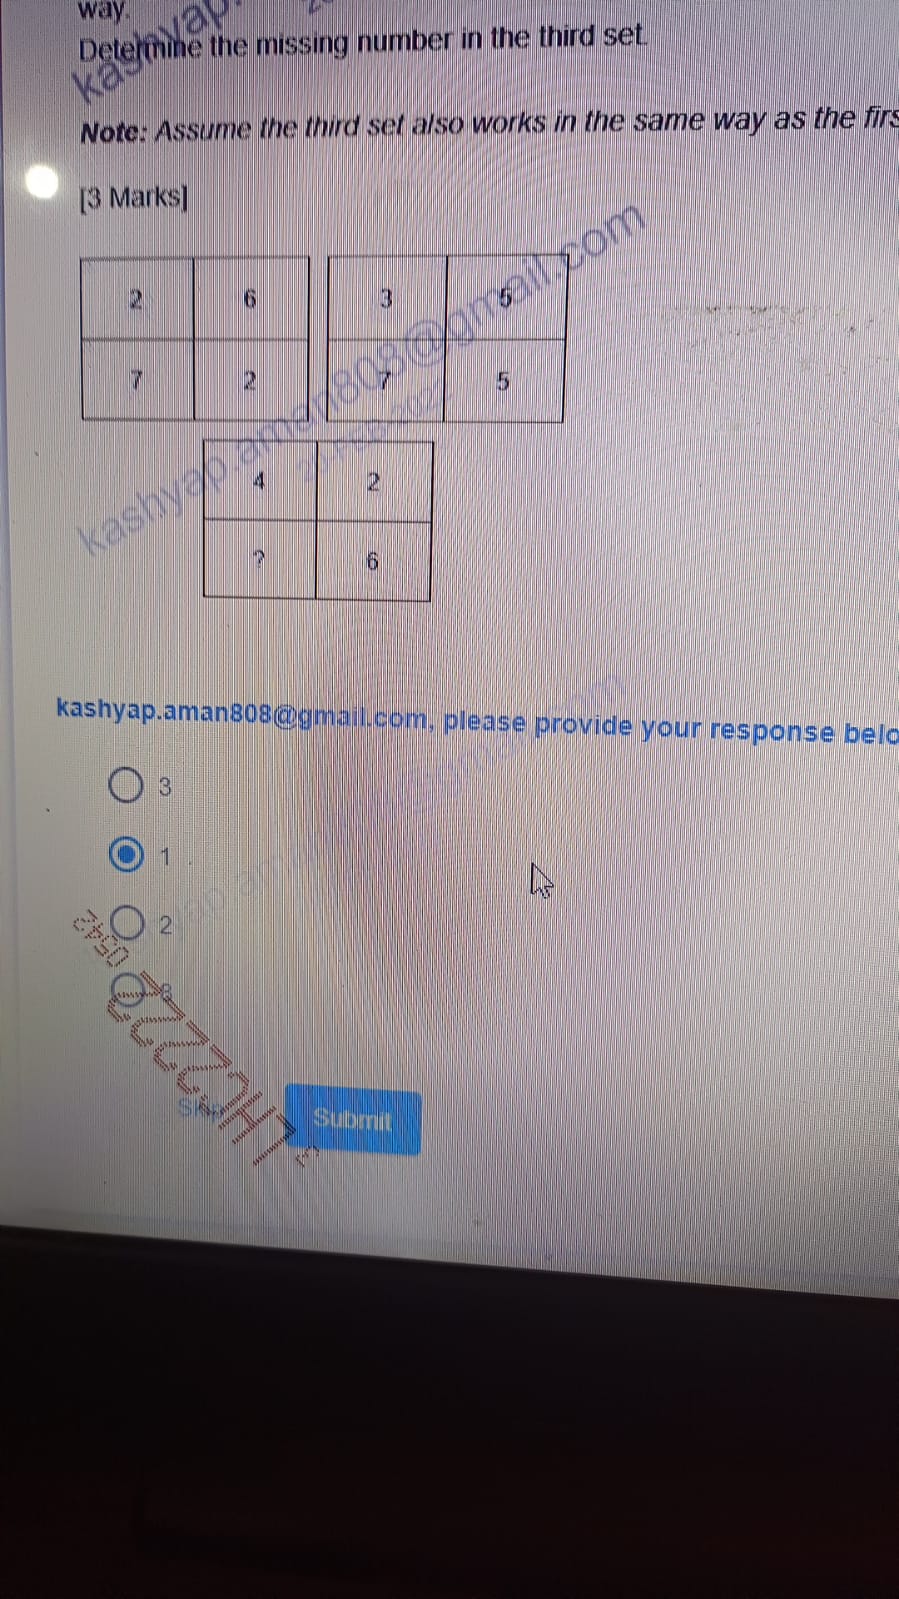 way.
Determine the missing number in the third set.
Note: Assume the third set also works in the same way as the firs
[3 Marks]
2 6 3 5
7 2 7 5
4 2
? 6
kashyap.aman808@gmail.com
kashyap.aman808@gmail.com, please provide your response belo
3
1
2
Skip Submit